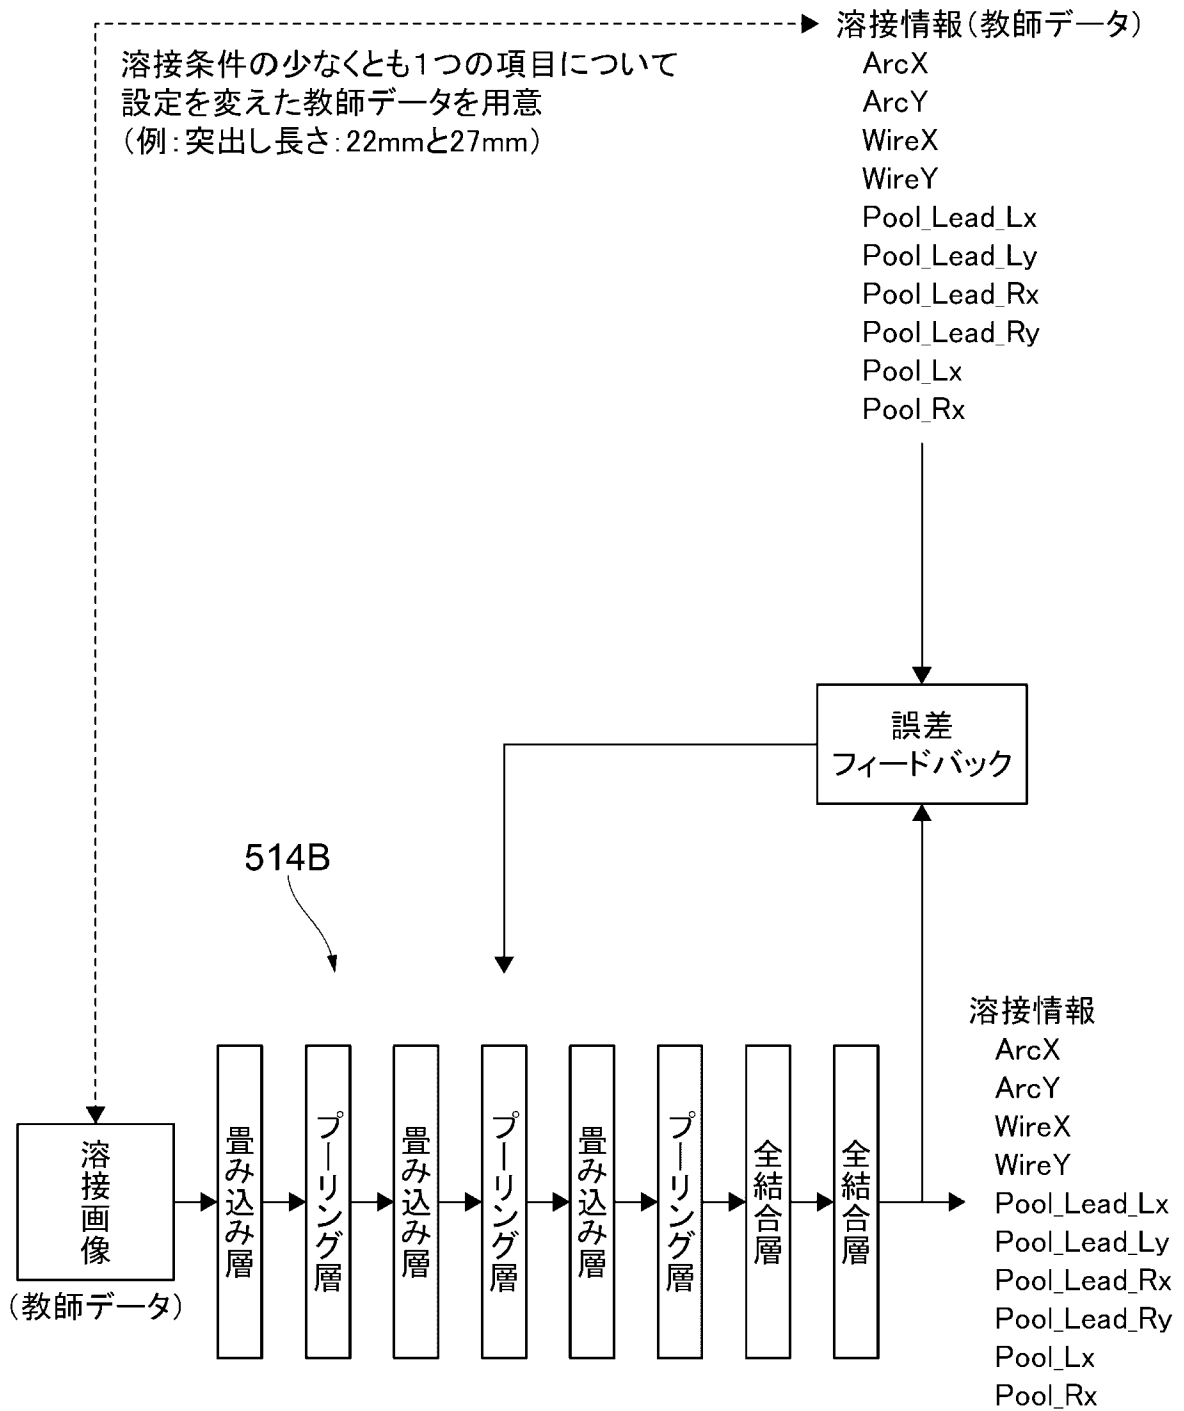 溶接情報(教師データ)
ArcX
ArcY
WireX
WireY
Pool_Lead_Lx
Pool_Lead_Ly
Pool_Lead_Rx
Pool_Lead_Ry
Pool_Lx
Pool_Rx
溶接条件の少なくとも1つの項目について
設定を変えた教師データを用意
(例:突出し長さ:22mmと27mm)
誤差
フィードバック
514B
溶接画像
(教師データ)
畳み込み層
プーリング層
畳み込み層
プーリング層
畳み込み層
プーリング層
全結合層
全結合層
溶接情報
ArcX
ArcY
WireX
WireY
Pool_Lead_Lx
Pool_Lead_Ly
Pool_Lead_Rx
Pool_Lead_Ry
Pool_Lx
Pool_Rx